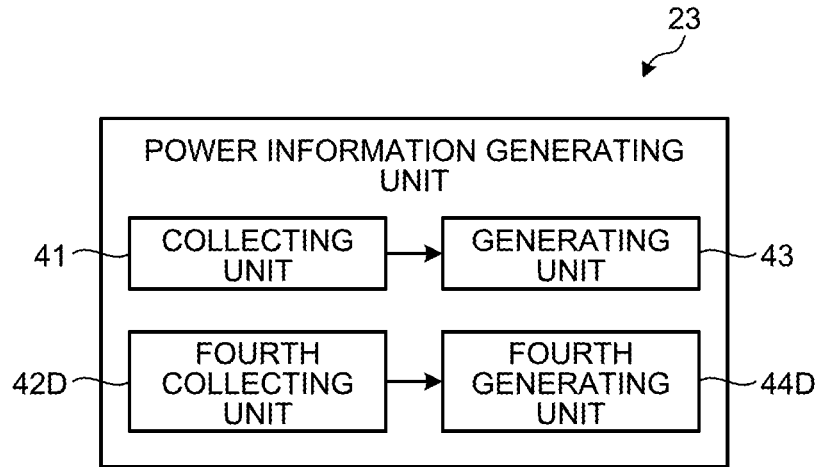 23
POWER INFORMATION GENERATING
UNIT
41
COLLECTING
UNIT
GENERATING
UNIT
43
42D
FOURTH
COLLECTING
UNIT
FOURTH
GENERATING
UNIT
44D